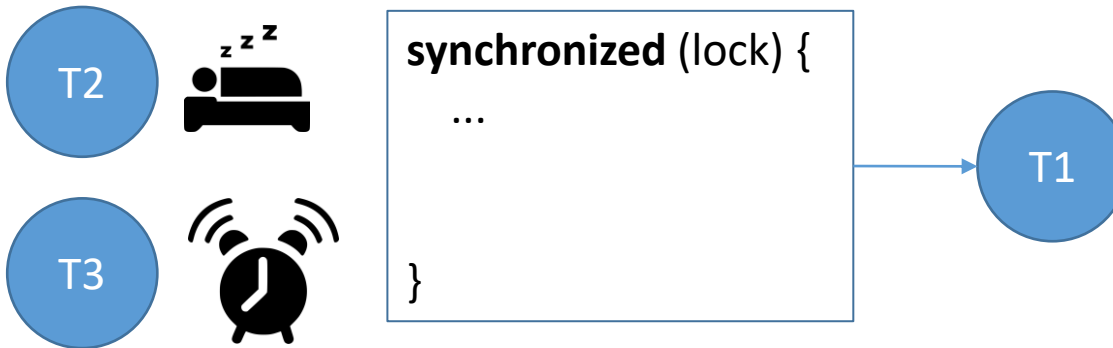 T2
z z z
synchronized (lock) {
...
}
T1
T3